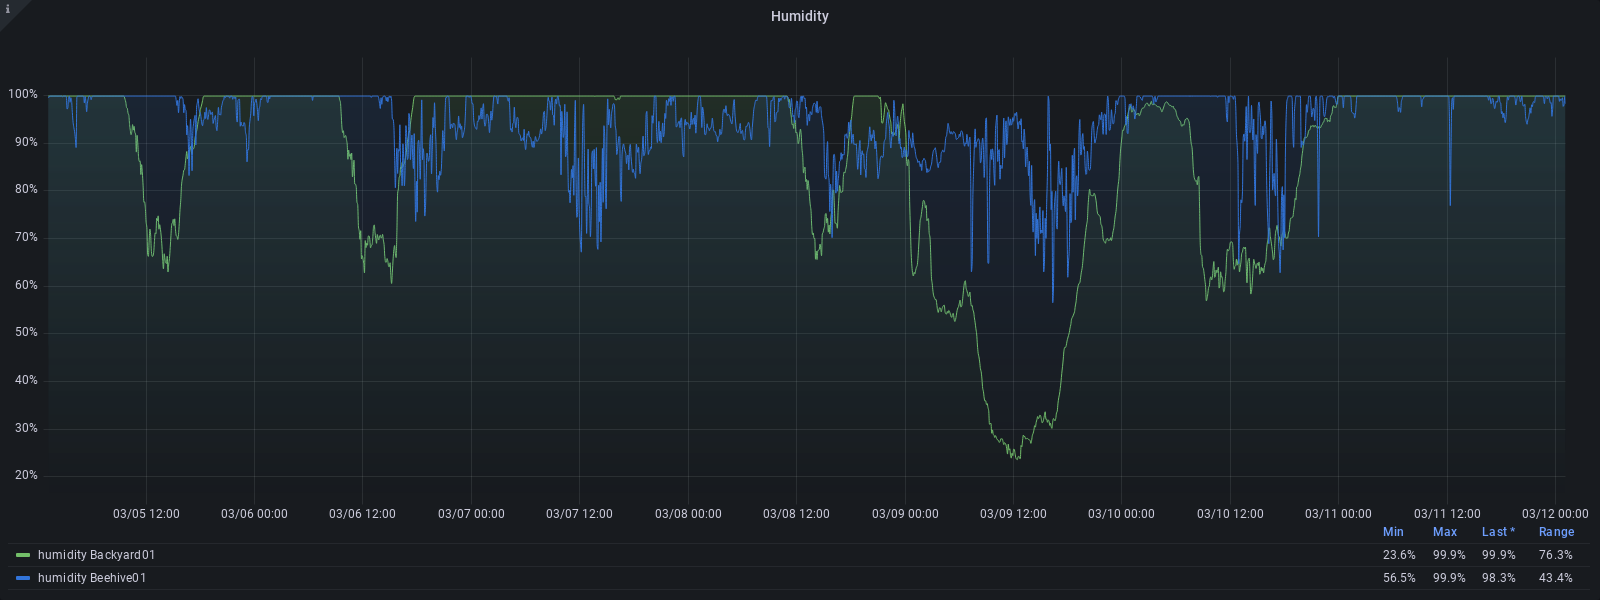 i
Humidity
100%
90%
80%
70%
60%
50%
40%
30%
20%
03/05 12:00 03/06 00:00 03/06 12:00 03/07 00:00 03/07 12:00 03/08 00:00 03/08 12:00 03/09 00:00 03/09 12:00 03/10 00:00 03/10 12:00 03/11 00:00 03/11 12:00 03/12 00:00
Min Max Last * Range
humidity Backyard01 23.6% 99.9% 99.9% 76.3%
humidity Beehive01 56.5% 99.9% 98.3% 43.4%